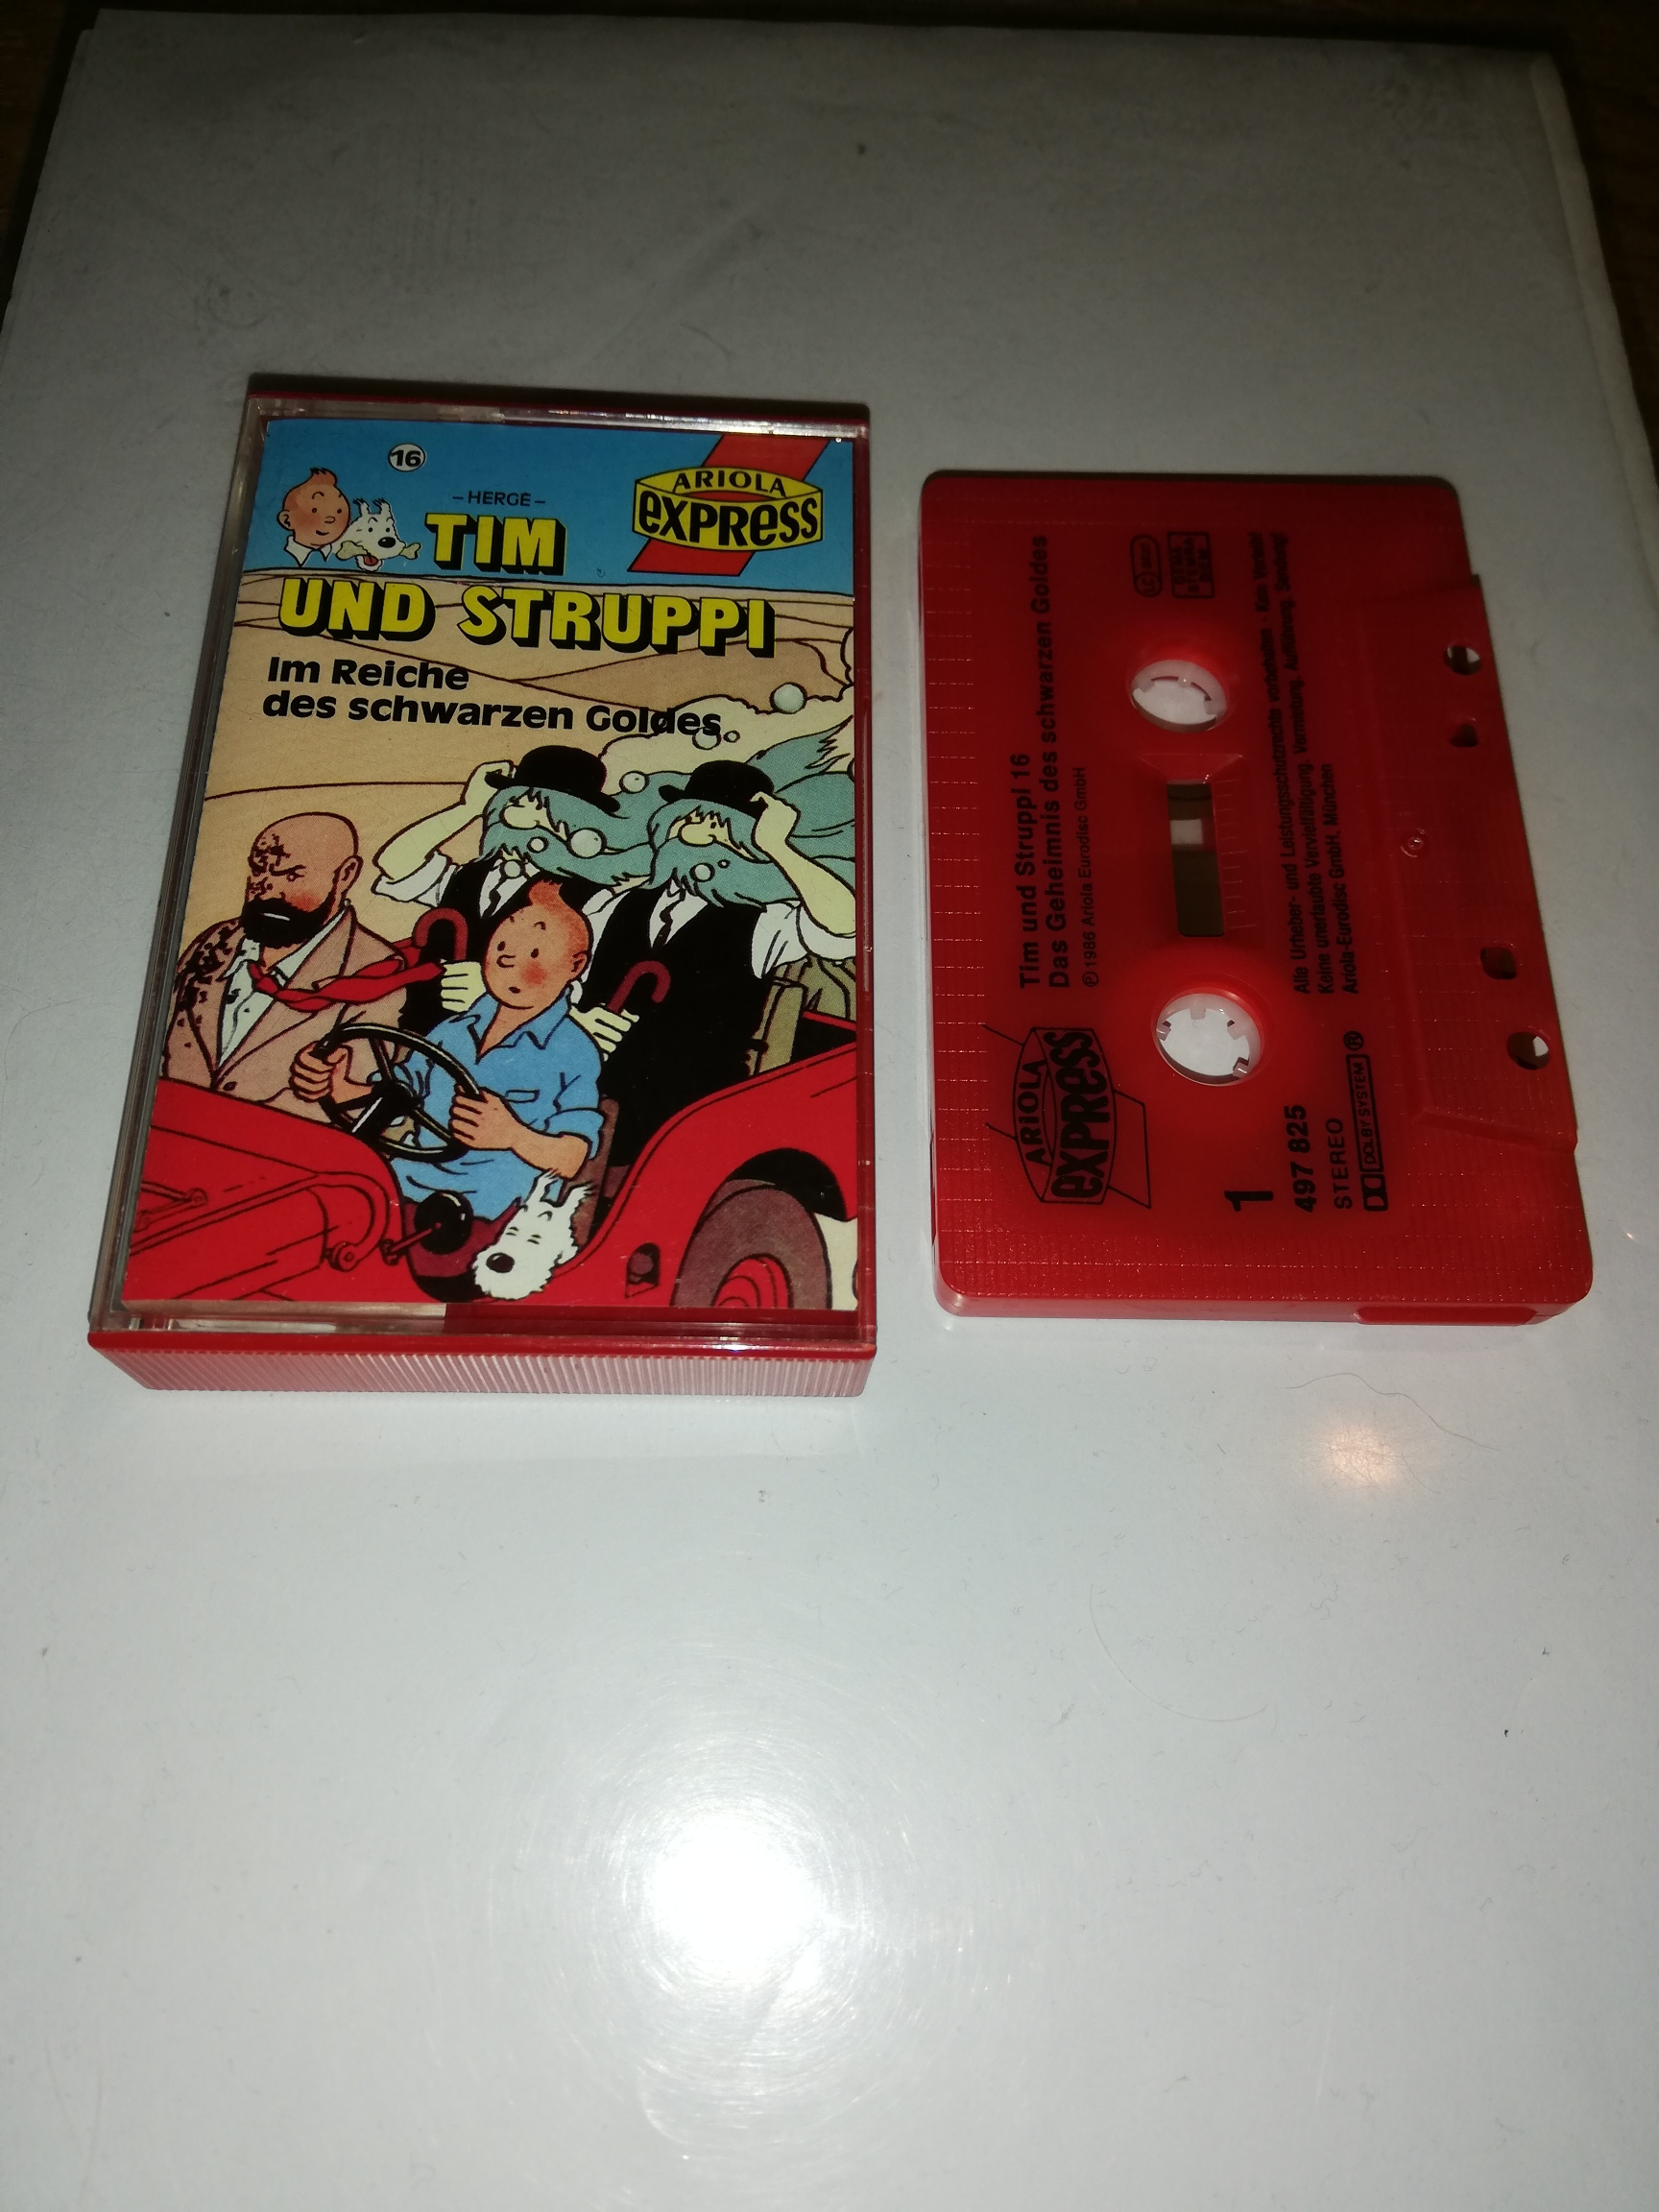 16
– HERGÉ –
TIM
UND STRUPPI
ARIOLA
EXPRESS
Im Reiche
des schwarzen Goldes
Tim und Struppi 16
Das Geheimnis des schwarzen Goldes
℗ 1986 Ariola Eurodisc GmbH
ARIOLA
EXPRESS
1
497 825
STEREO
DOLBY SYSTEM ®
Alle Urheber- und Leistungsschutzrechte vorbehalten - Kein Verleih!
Keine unerlaubte Vervielfältigung, Vermietung, Aufführung, Sendung!
Ariola-Eurodisc GmbH, München